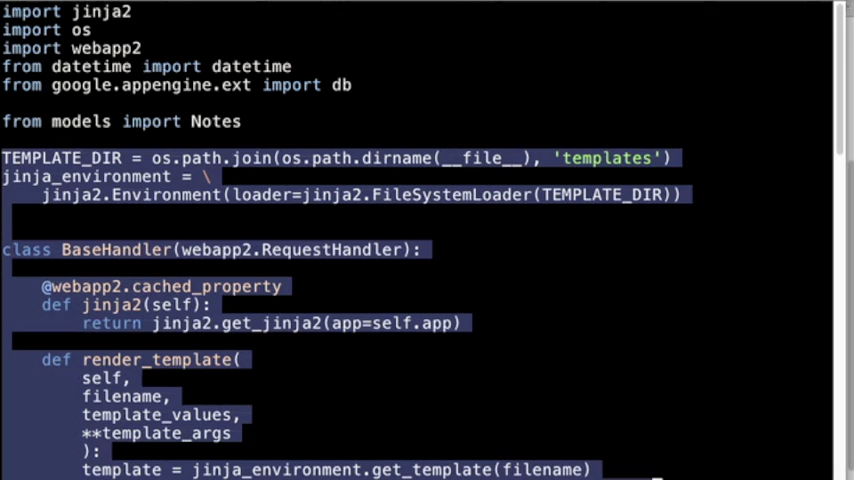 import jinja2
import os
import webapp2
from datetime import datetime
from google.appengine.ext import db
from models import Notes
TEMPLATE_DIR = os.path.join(os.path.dirname(__file__), 'templates')
jinja_environment = \
    jinja2.Environment(loader=jinja2.FileSystemLoader(TEMPLATE_DIR))
class BaseHandler(webapp2.RequestHandler):
    @webapp2.cached_property
    def jinja2(self):
        return jinja2.get_jinja2(app=self.app)
    def render_template(
        self,
        filename,
        template_values,
        **template_args
        ):
        template = jinja_environment.get_template(filename)